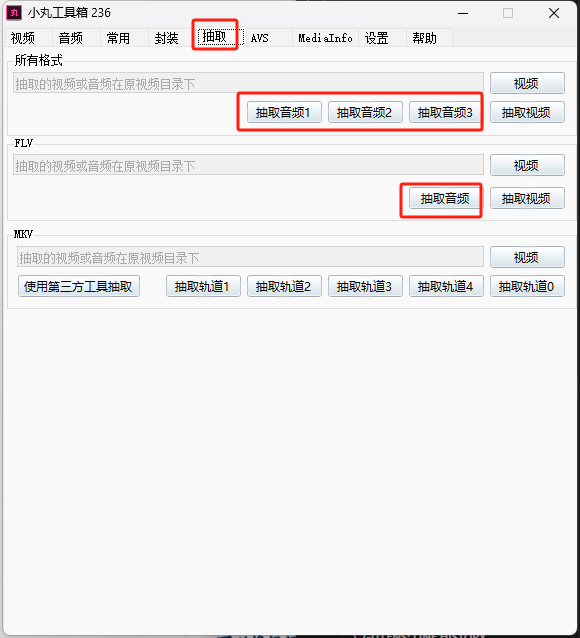 小丸工具箱 236
视频 音频 常用 封装 抽取 AVS MediaInfo 设置 帮助
所有格式
抽取的视频或音频在原视频目录下 视频
抽取音频1 抽取音频2 抽取音频3 抽取视频
FLV
抽取的视频或音频在原视频目录下 视频
抽取音频 抽取视频
MKV
抽取的视频或音频在原视频目录下 视频
使用第三方工具抽取 抽取轨道1 抽取轨道2 抽取轨道3 抽取轨道4 抽取轨道0